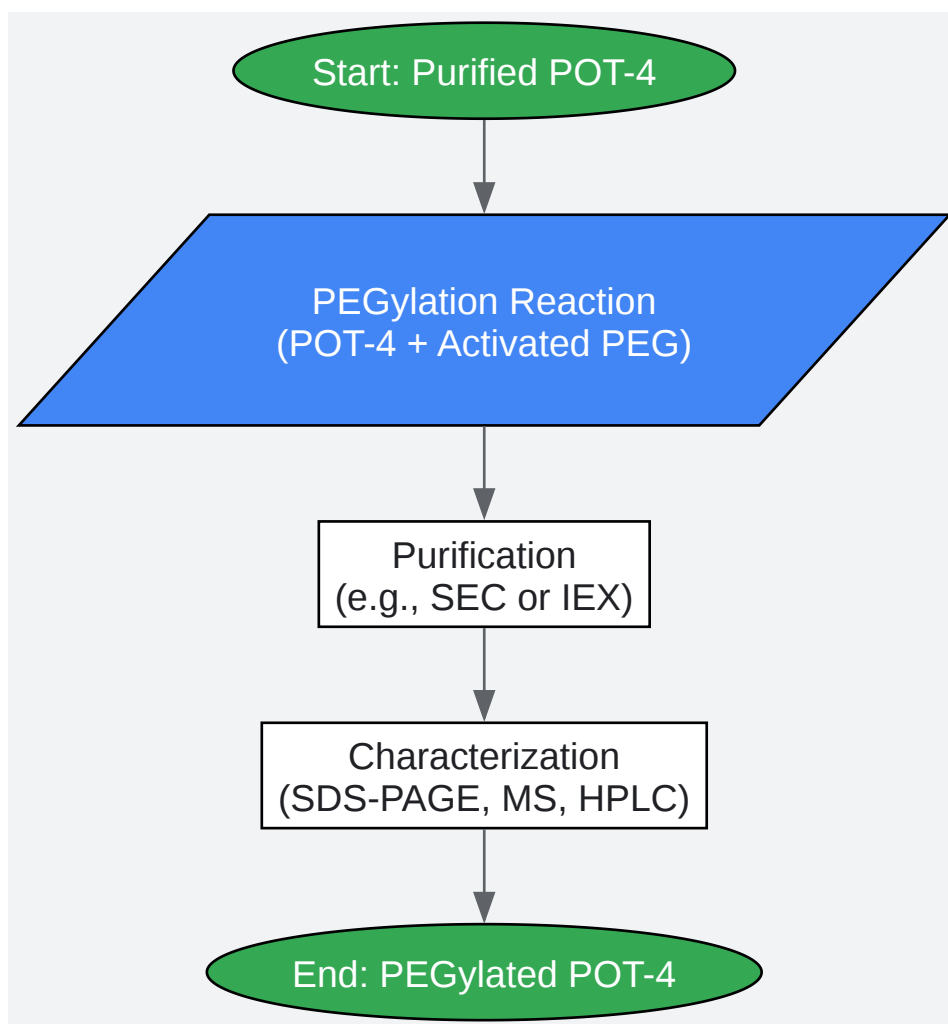 Start: Purified POT-4
PEGylation Reaction
(POT-4 + Activated PEG)
Purification
(e.g., SEC or IEX)
Characterization
(SDS-PAGE, MS, HPLC)
End: PEGylated POT-4